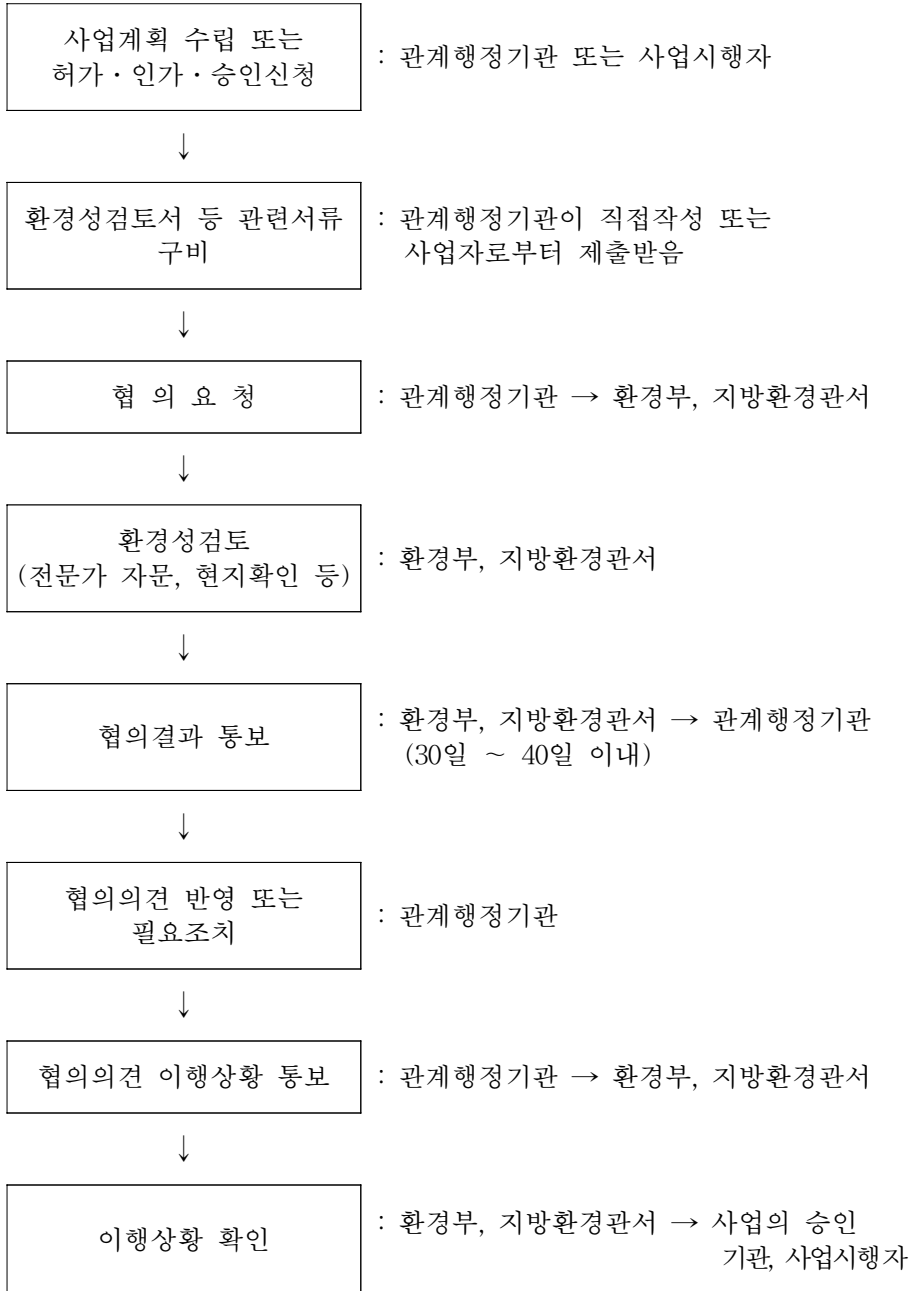 사업계획 수립 또는
허가・인가・승인신청
: 관계행정기관 또는 사업시행자
↓
환경성검토서 등 관련서류
구비
: 관계행정기관이 직접작성 또는
사업자로부터 제출받음
↓
협 의 요 청
: 관계행정기관 → 환경부, 지방환경관서
↓
환경성검토
(전문가 자문, 현지확인 등)
: 환경부, 지방환경관서
↓
협의결과 통보
: 환경부, 지방환경관서 → 관계행정기관
(30일 ~ 40일 이내)
↓
협의의견 반영 또는
필요조치
: 관계행정기관
↓
협의의견 이행상황 통보
: 관계행정기관 → 환경부, 지방환경관서
↓
이행상황 확인
: 환경부, 지방환경관서 → 사업의 승인
기관, 사업시행자